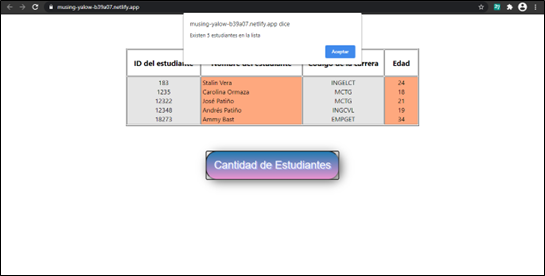 musing-yalow-b39a07.netlify.app
musing-yalow-b39a07.netlify.app dice
Existen 5 estudiantes en la lista
Aceptar
ID del estudiante Nombre del estudiante Código de la carrera Edad
183 Stalin Vera INGELCT 24
1235 Carolina Ormaza MCTG 18
12322 José Patiño MCTG 21
12348 Andrés Patiño INGCVL 19
18273 Ammy Bast EMPGET 34
Cantidad de Estudiantes